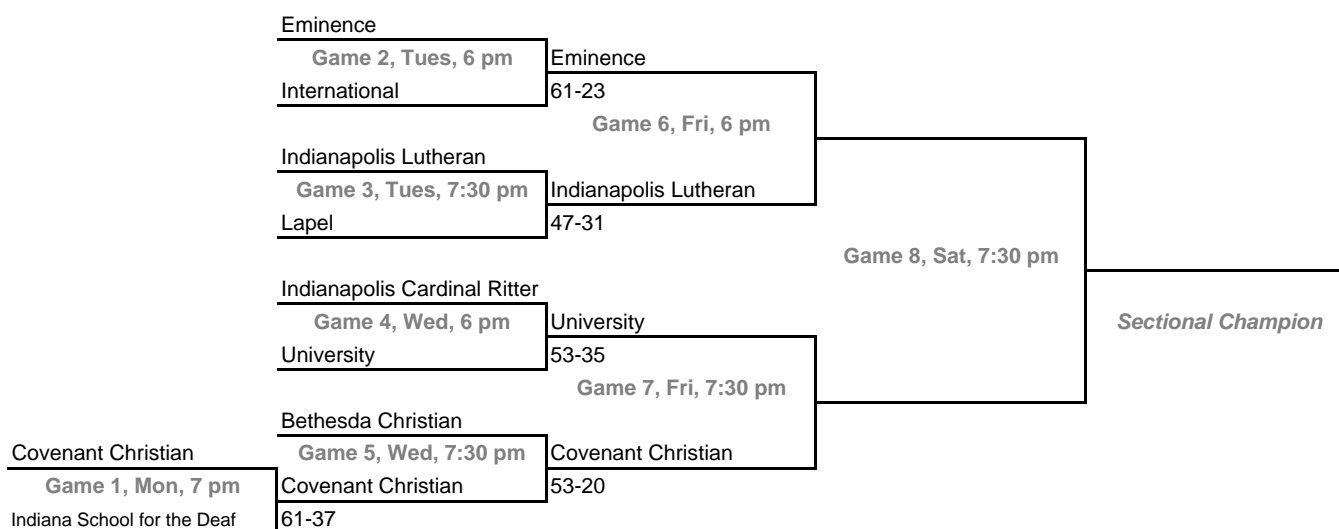 Eminence
Game 2, Tues, 6 pm
Eminence
International
61-23
Game 6, Fri, 6 pm
Indianapolis Lutheran
Game 3, Tues, 7:30 pm
Indianapolis Lutheran
Lapel
47-31
Game 8, Sat, 7:30 pm
Indianapolis Cardinal Ritter
Game 4, Wed, 6 pm
University
Sectional Champion
University
53-35
Game 7, Fri, 7:30 pm
Bethesda Christian
Covenant Christian
Game 5, Wed, 7:30 pm
Covenant Christian
Game 1, Mon, 7 pm
Covenant Christian
53-20
Indiana School for the Deaf
61-37